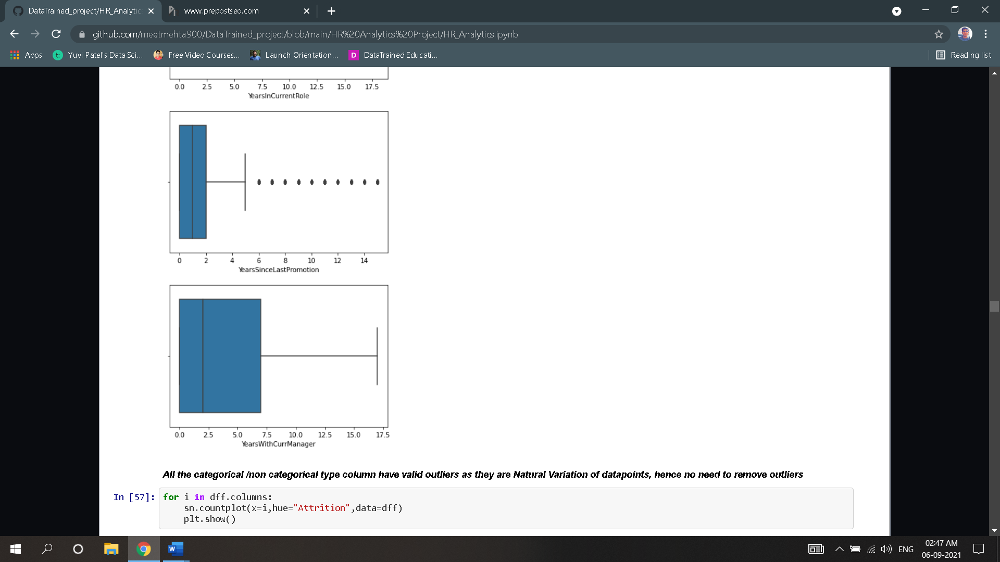 DataTrained_project/HR_Analytic
www.prepostseo.com
github.com/meetmehta900/DataTrained_project/blob/main/HR%20Analytics%20Project/HR_Analytics.ipynb
Apps
t:
Yuvi Patel's Data Sci...
Free Video Courses...
Launch Orientation...
D
DataTrained Educati...
Reading list
0.0 2.5 5.0 7.5 10.0 12.5 15.0 17.5
YearsInCurrentRole
0 2 4 6 8 10 12 14
YearsSinceLastPromotion
0.0 2.5 5.0 7.5 10.0 12.5 15.0 17.5
YearsWithCurrManager
All the categorical /non categorical type column have valid outliers as they are Natural Variation of datapoints, hence no need to remove outliers
In [57]: for i in dff.columns:
sn.countplot(x=i,hue="Attrition",data=dff)
plt.show()
W
ENG
02:47 AM
06-09-2021